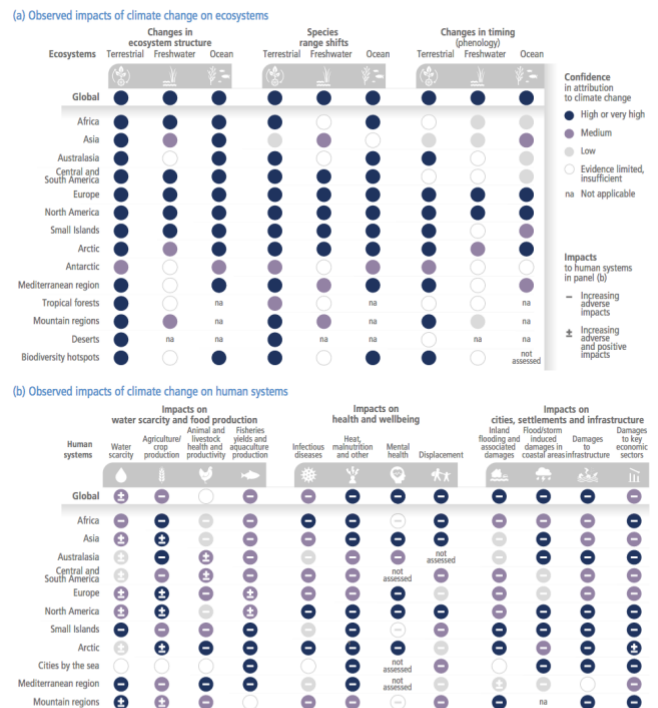 (a) Observed impacts of climate change on ecosystems
Changes in
ecosystem structure
Species
range shifts
Changes in timing
(phenology)
Ecosystems Terrestrial Freshwater Ocean Terrestrial Freshwater Ocean Terrestrial Freshwater Ocean
Global
Africa
Asia
Australasia
Central and
South America
Europe
North America
Small Islands
Arctic
Antarctic
Mediterranean region
Tropical forests na na na
Mountain regions na na na
Deserts na na na na na na
Biodiversity hotspots not
assessed
Confidence
in attribution
to climate change
High or very high
Medium
Low
Evidence limited,
insufficient
na Not applicable
Impacts
to human systems
in panel (b)
− Increasing
adverse
impacts
± Increasing
adverse
and positive
impacts
(b) Observed impacts of climate change on human systems
Impacts on
water scarcity and food production
Impacts on
health and wellbeing
Impacts on
cities, settlements and infrastructure
Human
systems
Water
scarcity
Agriculture/
crop
production
Animal and
livestock
health and
productivity
Fisheries
yields and
aquaculture
production
Infectious
diseases
Heat,
malnutrition
and other
Mental
health
Displacement
Inland
flooding and
associated
damages
Flood/storm
induced
damages in
coastal areas
Damages
to
infrastructure
Damages
to key
economic
sectors
Global
Africa
Asia
Australasia not
assessed
Central and
South America not
assessed
Europe
North America
Small Islands
Arctic
Cities by the sea not
assessed
Mediterranean region not
assessed
Mountain regions na